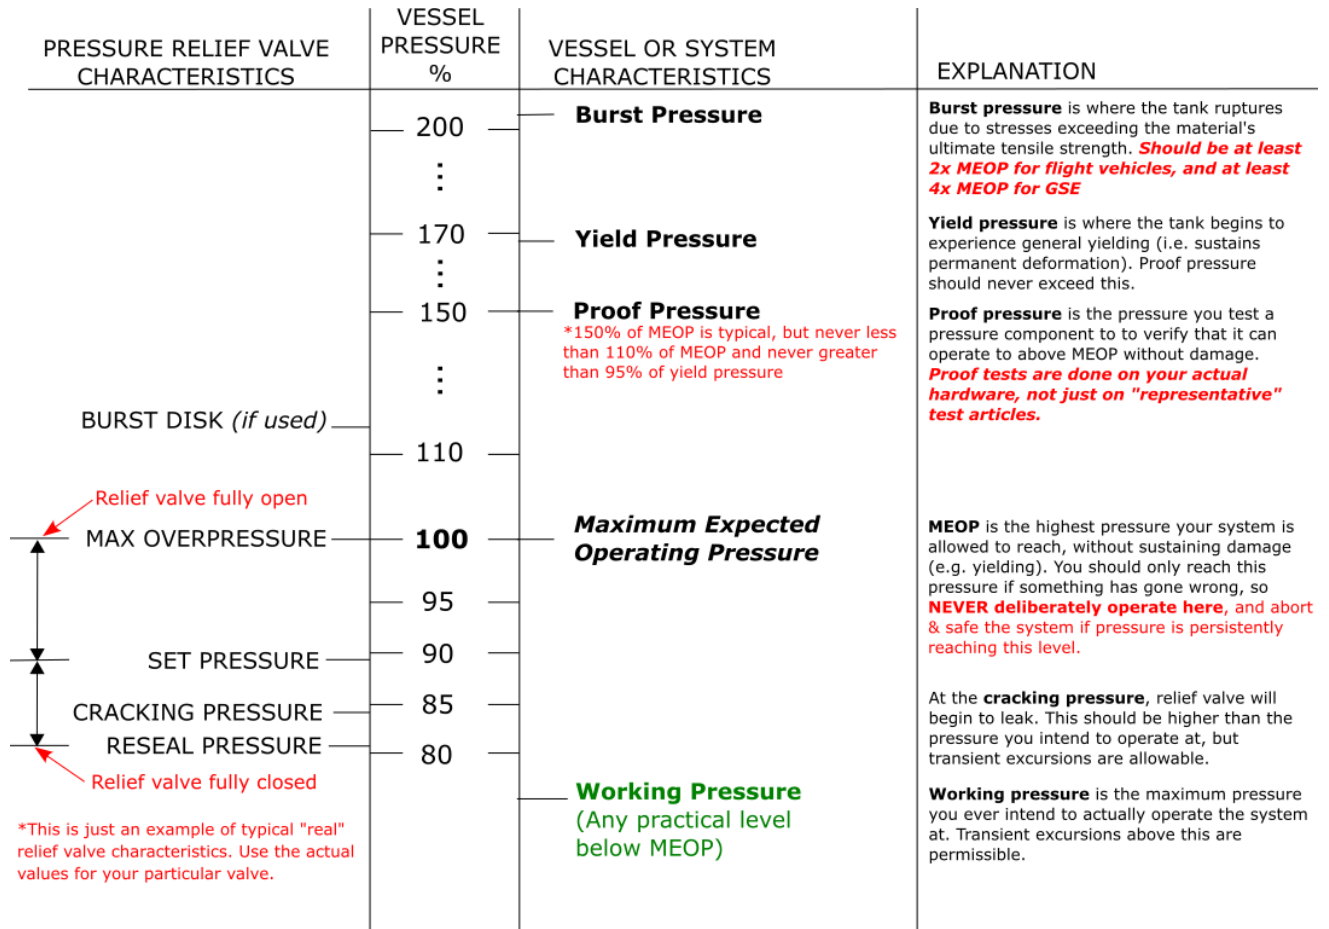 PRESSURE RELIEF VALVE
CHARACTERISTICS
VESSEL
PRESSURE
%
VESSEL OR SYSTEM
CHARACTERISTICS
EXPLANATION
200
⋮
170
⋮
150
⋮
110
100
95
90
85
80
BURST DISK (if used)
Relief valve fully open
MAX OVERPRESSURE
SET PRESSURE
CRACKING PRESSURE
RESEAL PRESSURE
Relief valve fully closed
*This is just an example of typical "real"
relief valve characteristics. Use the actual
values for your particular valve.
Burst Pressure
Yield Pressure
Proof Pressure
*150% of MEOP is typical, but never less
than 110% of MEOP and never greater
than 95% of yield pressure
Maximum Expected
Operating Pressure
Working Pressure
(Any practical level
below MEOP)
Burst pressure is where the tank ruptures
due to stresses exceeding the material's
ultimate tensile strength. Should be at least
2x MEOP for flight vehicles, and at least
4x MEOP for GSE
Yield pressure is where the tank begins to
experience general yielding (i.e. sustains
permanent deformation). Proof pressure
should never exceed this.
Proof pressure is the pressure you test a
pressure component to to verify that it can
operate to above MEOP without damage.
Proof tests are done on your actual
hardware, not just on "representative"
test articles.
MEOP is the highest pressure your system is
allowed to reach, without sustaining damage
(e.g. yielding). You should only reach this
pressure if something has gone wrong, so
NEVER deliberately operate here, and abort
& safe the system if pressure is persistently
reaching this level.
At the cracking pressure, relief valve will
begin to leak. This should be higher than the
pressure you intend to operate at, but
transient excursions are allowable.
Working pressure is the maximum pressure
you ever intend to actually operate the system
at. Transient excursions above this are
permissible.